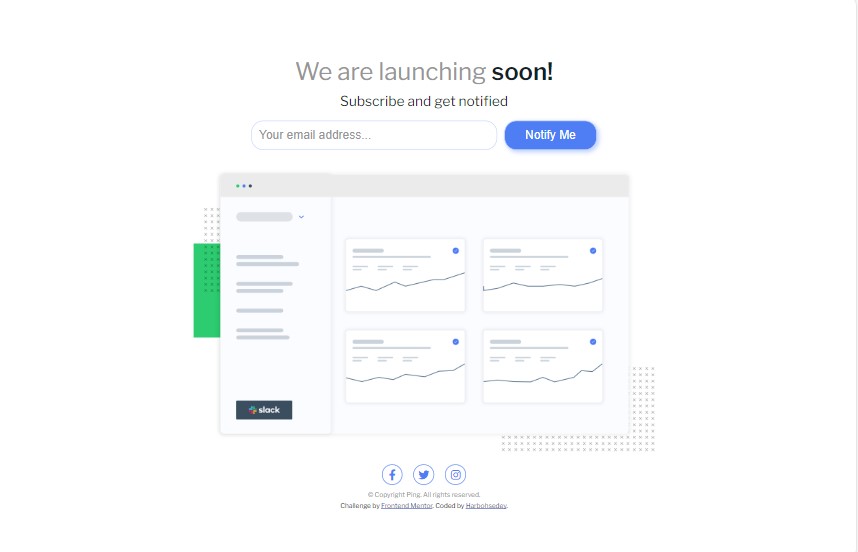 We are launching soon!
Subscribe and get notified
Your email address...
Notify Me
slack
© Copyright Ping. All rights reserved.
Challenge by Frontend Mentor. Coded by Harbohsedev.